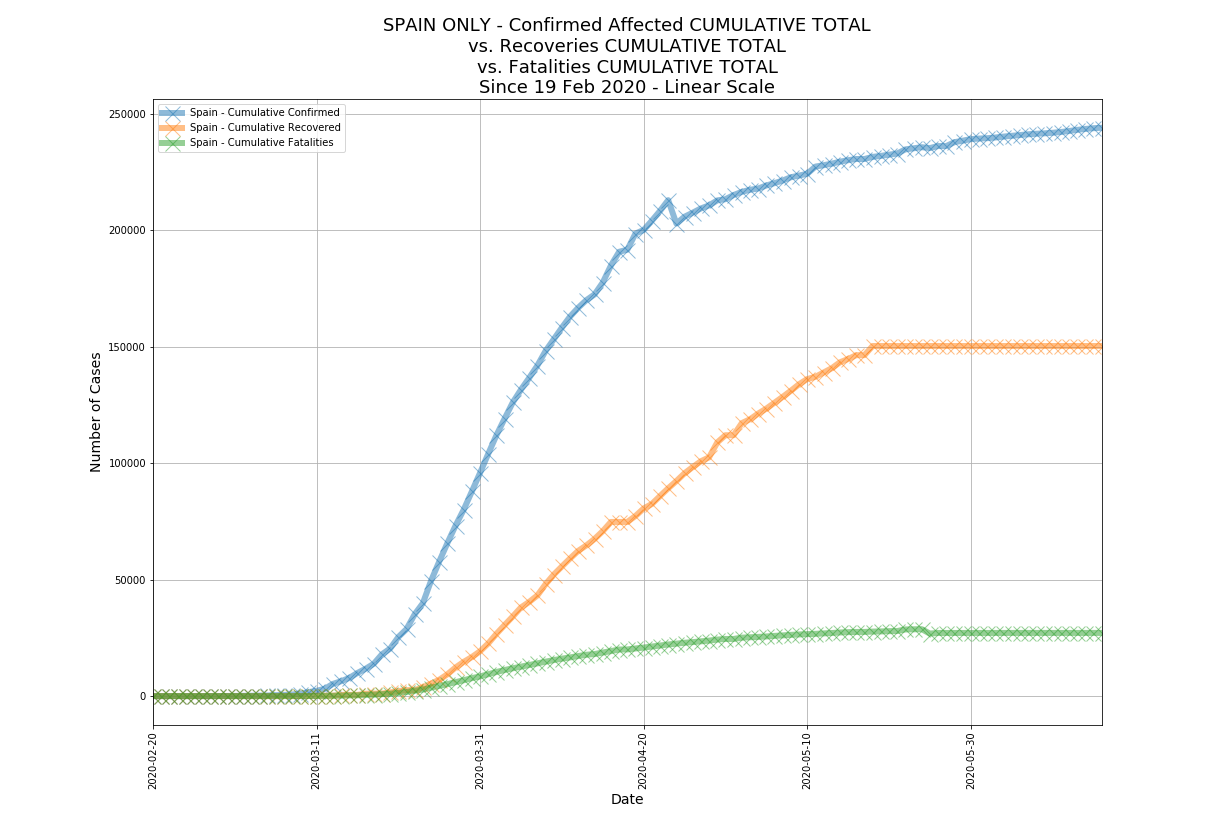 SPAIN ONLY - Confirmed Affected CUMULATIVE TOTAL
vs. Recoveries CUMULATIVE TOTAL
vs. Fatalities CUMULATIVE TOTAL
Since 19 Feb 2020 - Linear Scale
Spain - Cumulative Confirmed
Spain - Cumulative Recovered
Spain - Cumulative Fatalities
Number of Cases
250000
200000
150000
100000
50000
0
2020-02-20
2020-03-11
2020-03-31
2020-04-20
2020-05-10
2020-05-30
Date